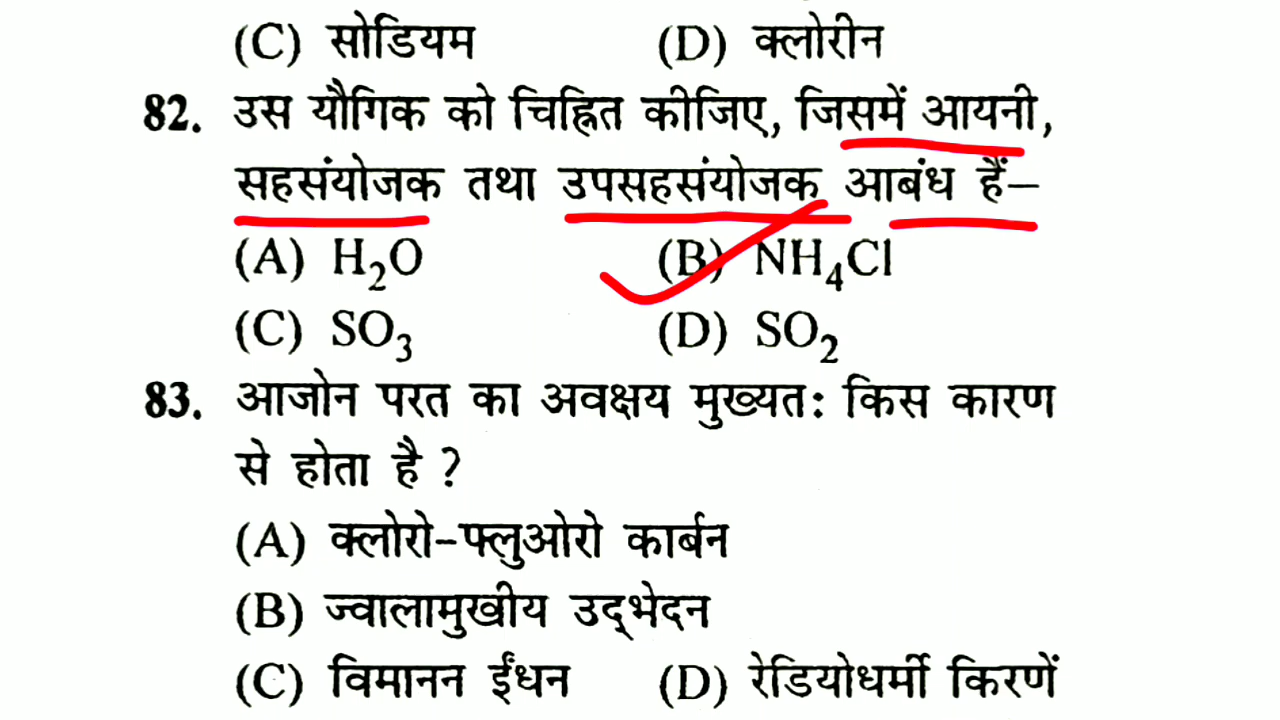 (C) सोडियम (D) क्लोरीन
82. उस यौगिक को चिह्नित कीजिए, जिसमें आयनी,
सहसंयोजक तथा उपसहसंयोजक आबंध हैं–
(A) H₂O (B) NH₄Cl
(C) SO₃ (D) SO₂
83. आजोन परत का अवक्षय मुख्यतः किस कारण
से होता है ?
(A) क्लोरो-फ्लुओरो कार्बन
(B) ज्वालामुखीय उद्‌भेदन
(C) विमानन ईंधन (D) रेडियोधर्मी किरणें